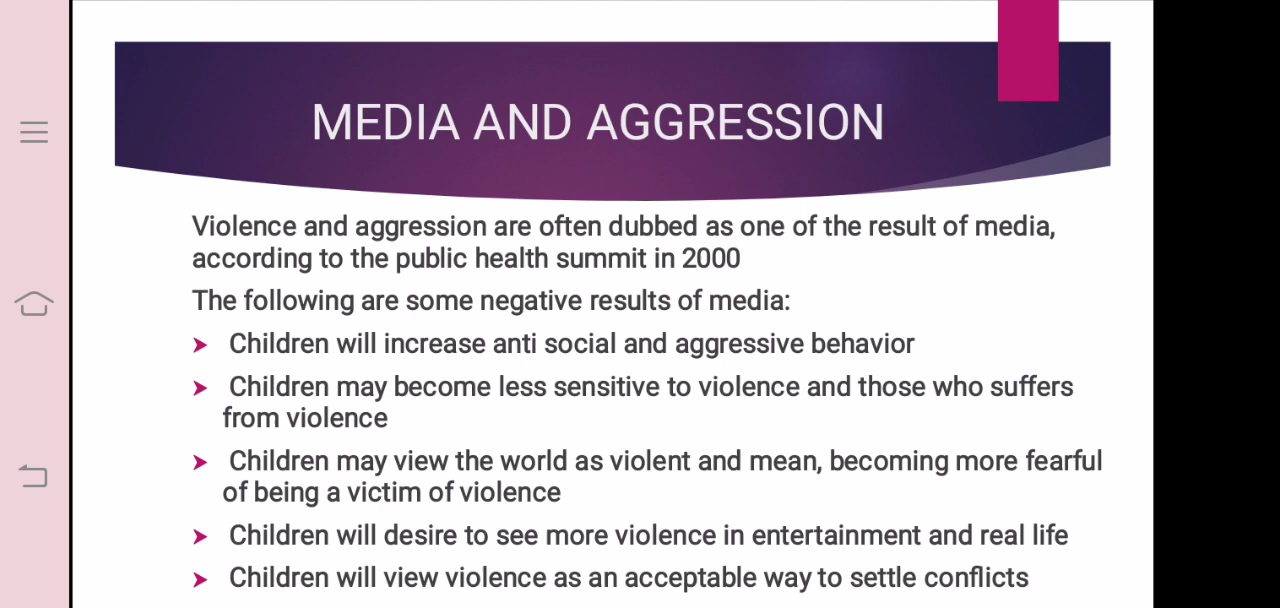 MEDIA AND AGGRESSION
Violence and aggression are often dubbed as one of the result of media,
according to the public health summit in 2000
The following are some negative results of media:
➤ Children will increase anti social and aggressive behavior
➤ Children may become less sensitive to violence and those who suffers
from violence
➤ Children may view the world as violent and mean, becoming more fearful
of being a victim of violence
➤ Children will desire to see more violence in entertainment and real life
➤ Children will view violence as an acceptable way to settle conflicts